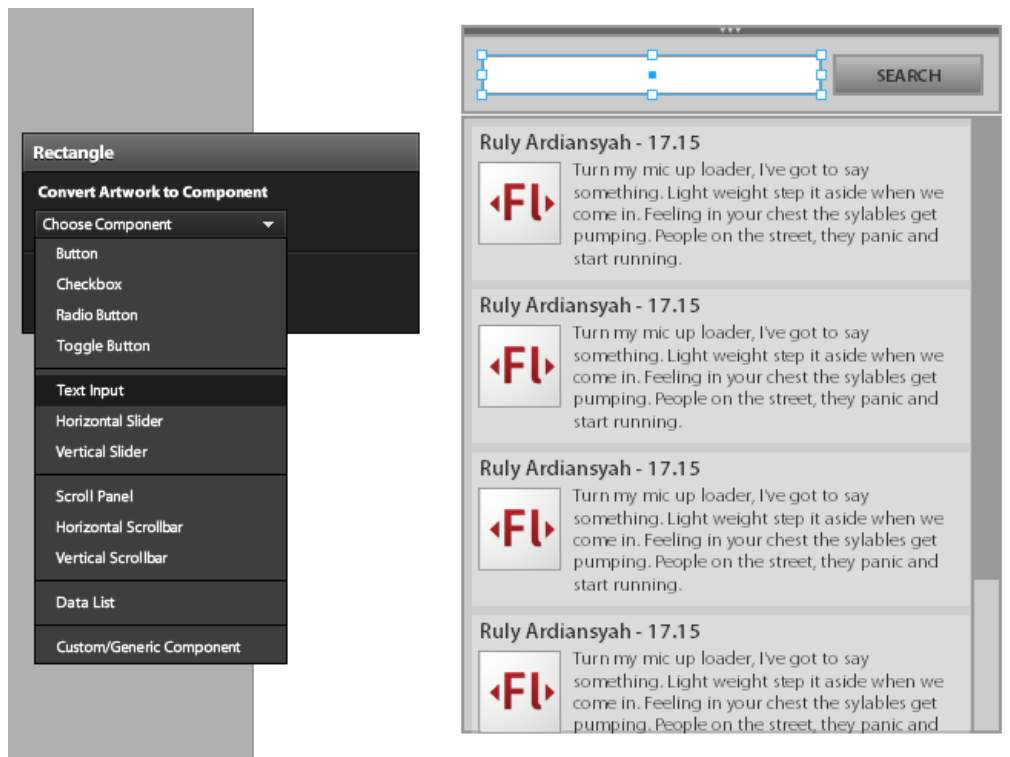 Rectangle
Convert Artwork to Component
Choose Component
Button
Checkbox
Radio Button
Toggle Button
Text Input
Horizontal Slider
Vertical Slider
Scroll Panel
Horizontal Scrollbar
Vertical Scrollbar
Data List
Custom/Generic Component
SEARCH
Ruly Ardiansyah - 17.15
Fl
Turn my mic up loader, I've got to say
something. Light weight step it aside when we
come in. Feeling in your chest the sylables get
pumping. People on the street, they panic and
start running.
Ruly Ardiansyah - 17.15
Fl
Turn my mic up loader, I've got to say
something. Light weight step it aside when we
come in. Feeling in your chest the sylables get
pumping. People on the street, they panic and
start running.
Ruly Ardiansyah - 17.15
Fl
Turn my mic up loader, I've got to say
something. Light weight step it aside when we
come in. Feeling in your chest the sylables get
pumping. People on the street, they panic and
start running.
Ruly Ardiansyah - 17.15
Fl
Turn my mic up loader, I've got to say
something. Light weight step it aside when we
come in. Feeling in your chest the sylables get
pumping. People on the street, they panic and